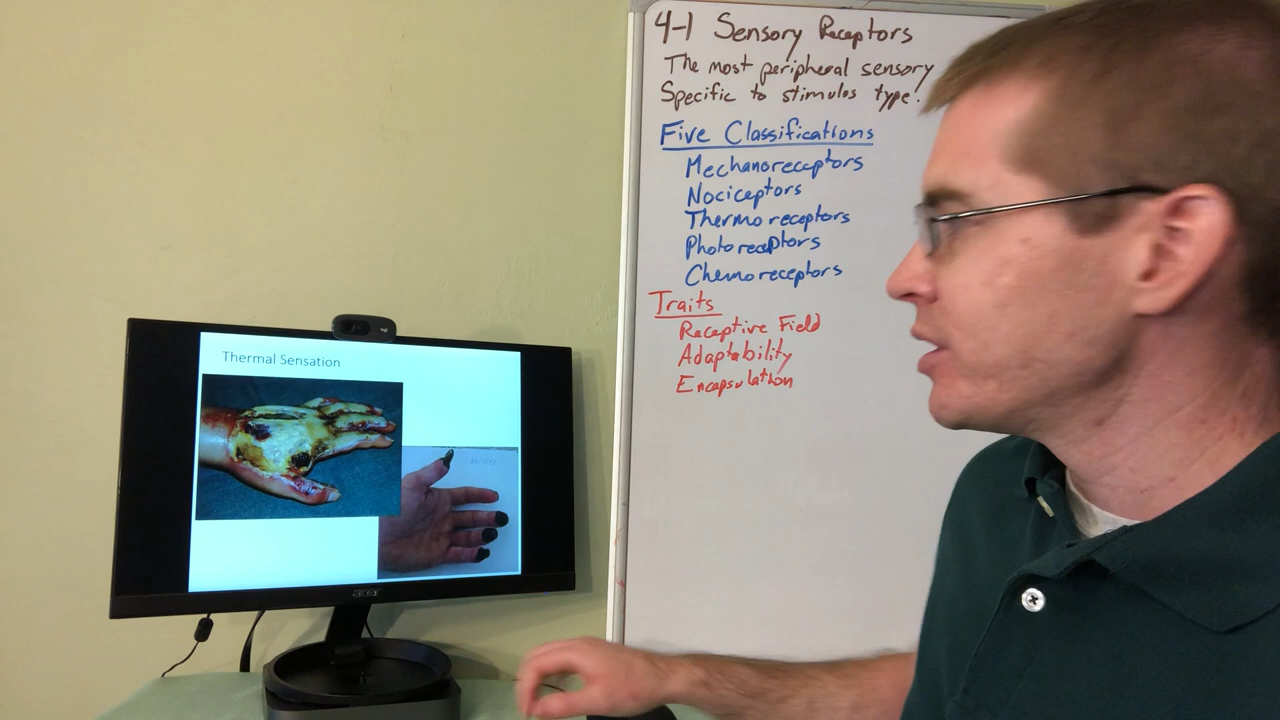 4-1 Sensory Receptors
The most peripheral sensory
Specific to stimulus type.
Five Classifications
Mechanoreceptors
Nociceptors
Thermoreceptors
Photoreceptors
Chemoreceptors
Traits
Receptive Field
Adaptability
Encapsulation
Thermal Sensation
acer